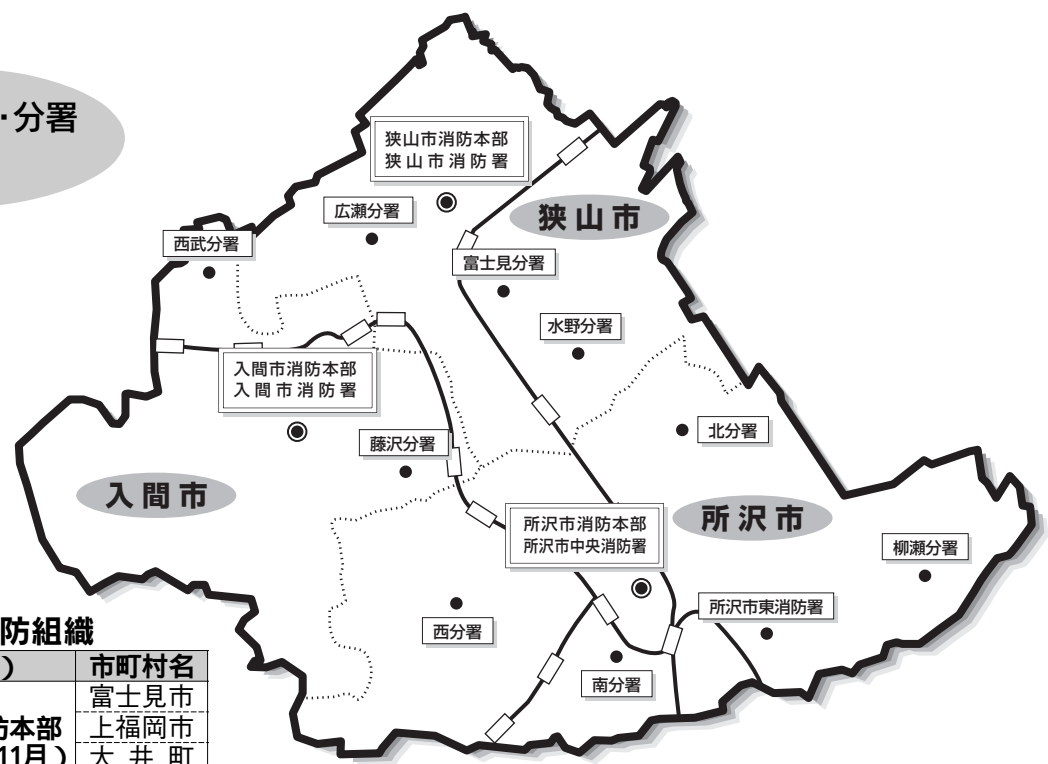 ・分署
狭山市消防本部
狭山市消防署
広瀬分署
狭山市
西武分署
富士見分署
水野分署
入間市消防本部
入間市消防署
藤沢分署
北分署
入間市
所沢市消防本部
所沢市中央消防署
所沢市
柳瀬分署
所沢市東消防署
西分署
南分署
防組織
） 市町村名
富士見市
防本部 上福岡市
11月） 大井町